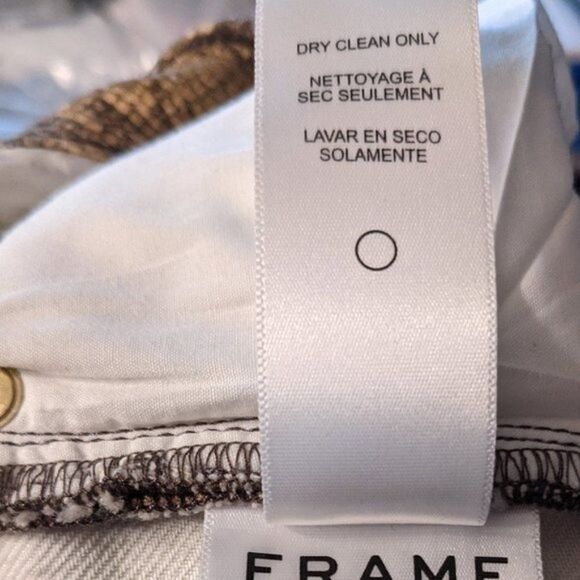 DRY CLEAN ONLY
NETTOYAGE À
SEC SEULEMENT
LAVAR EN SECO
SOLAMENTE
FRAME